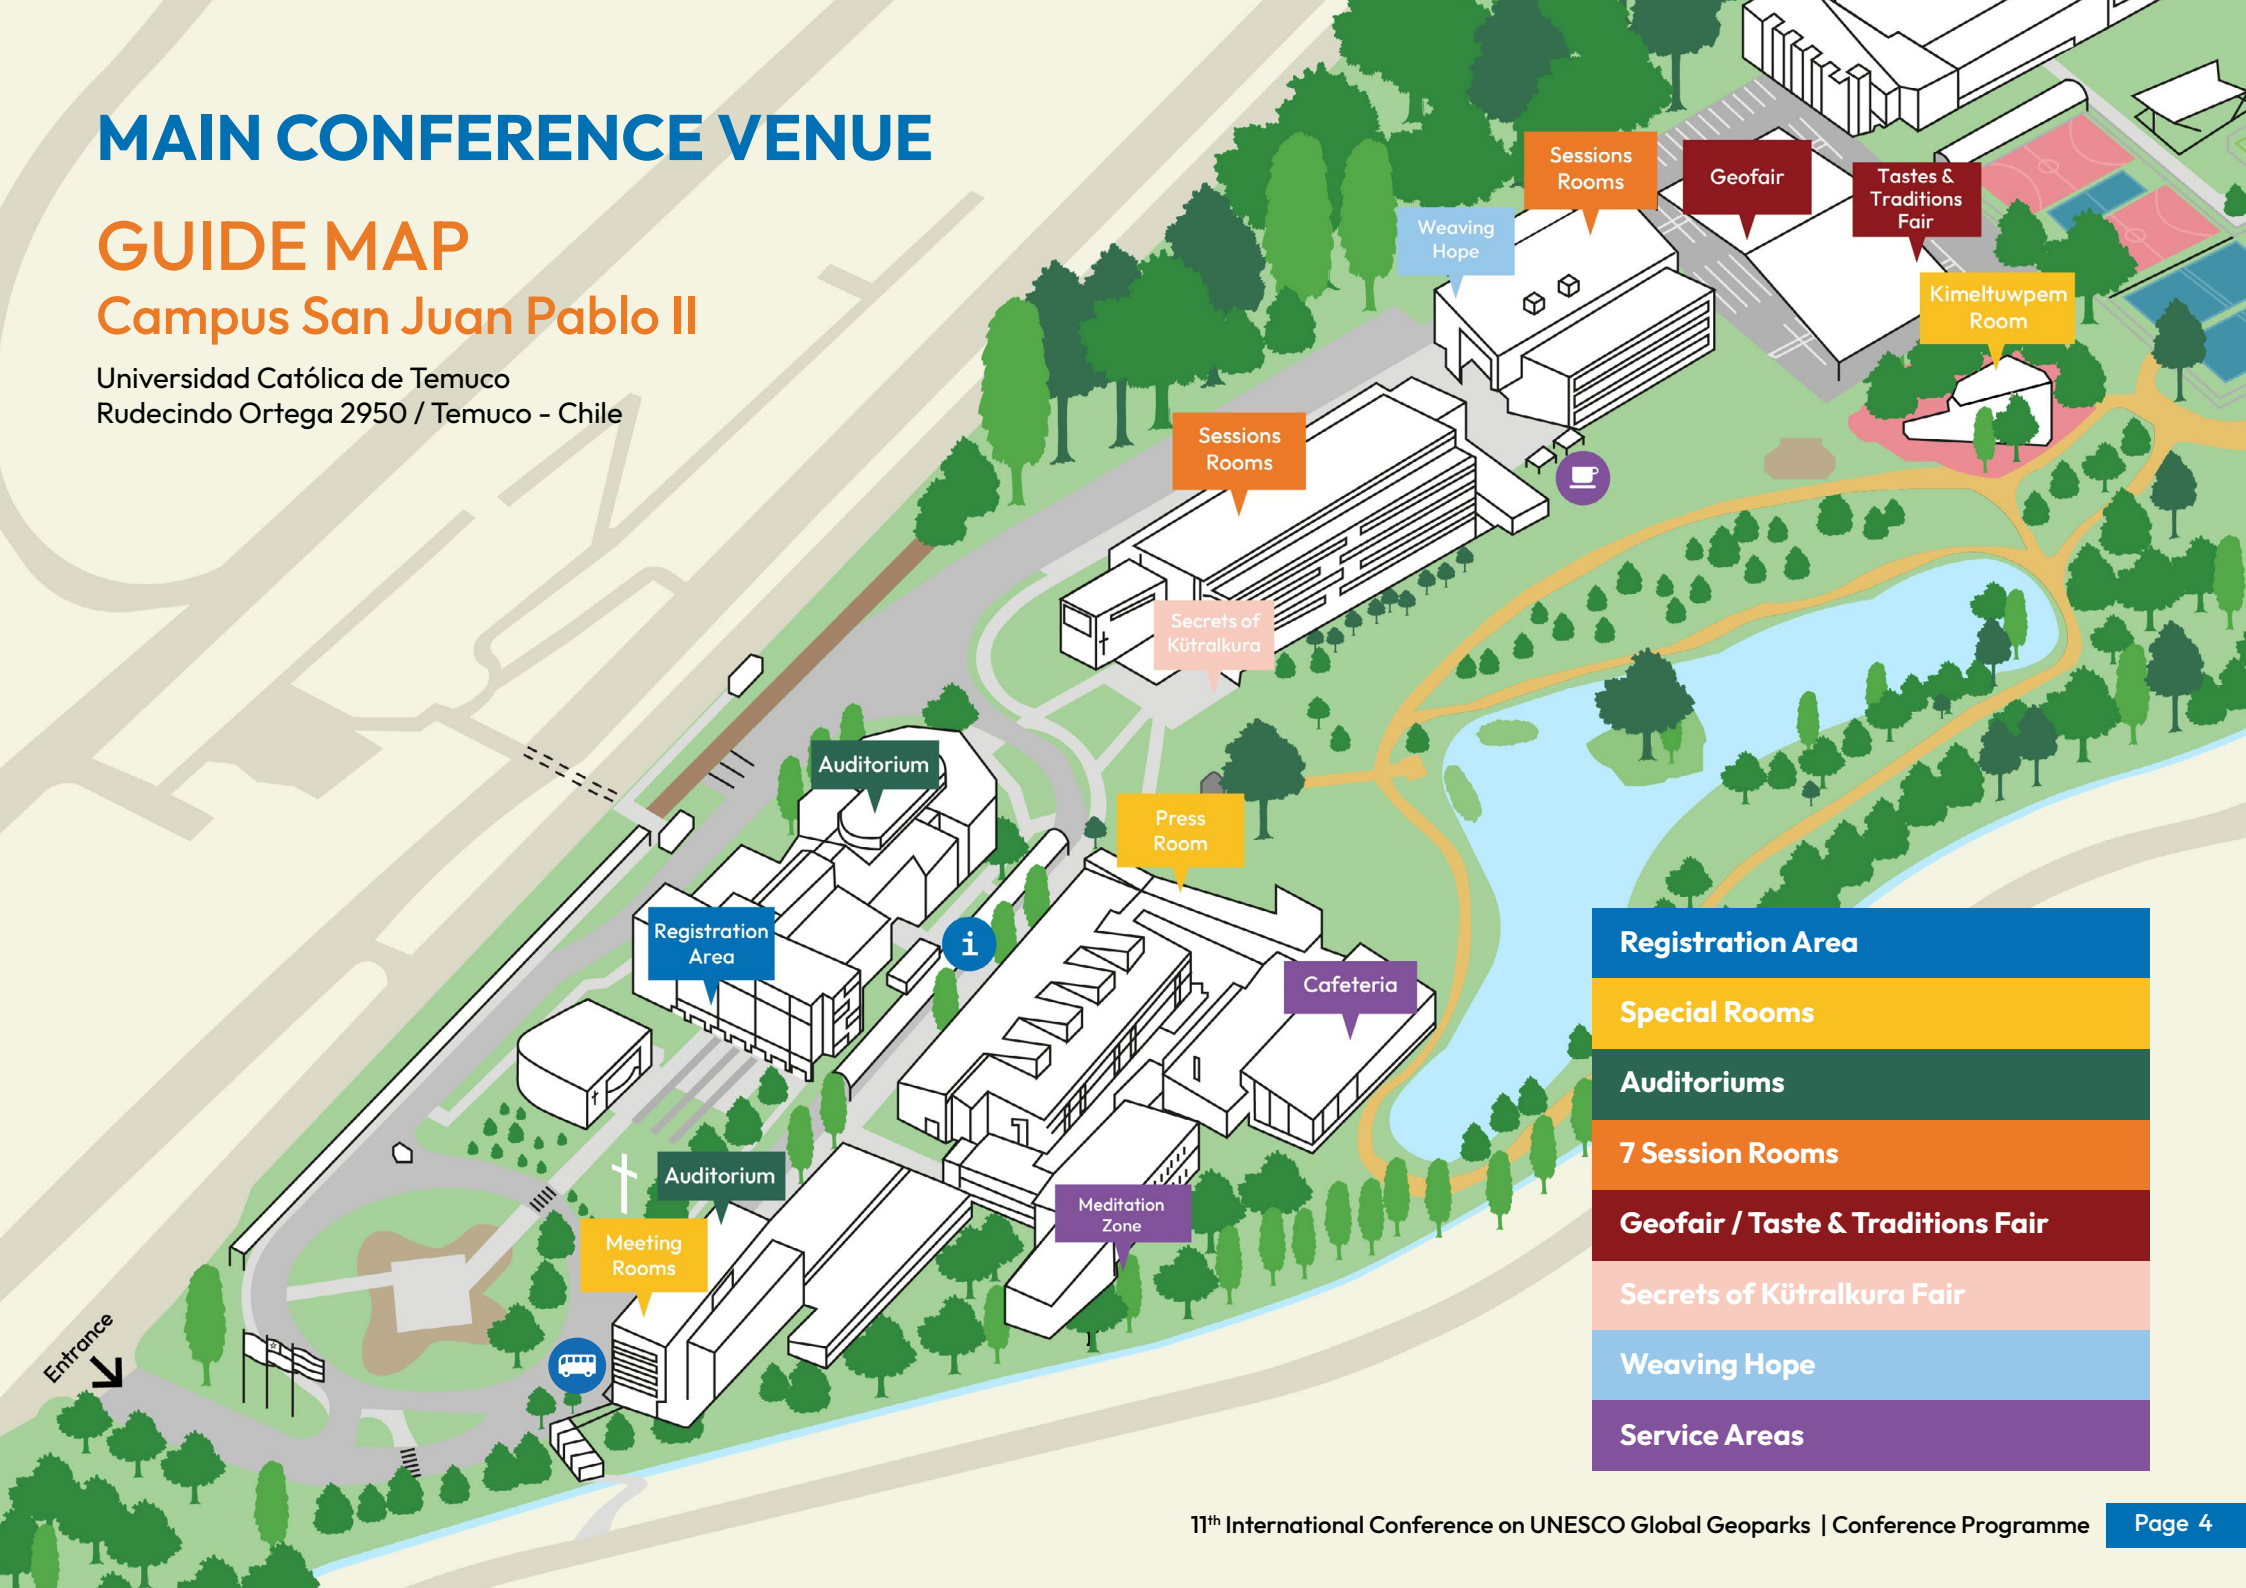 MAIN CONFERENCE VENUE
GUIDE MAP
Campus San Juan Pablo II
Universidad Católica de Temuco
Rudecindo Ortega 2950 / Temuco - Chile
Sessions
Rooms
Geofair
Tastes &
Traditions
Fair
Weaving
Hope
Kimeltuwpem
Room
Sessions
Rooms
Secrets of
Kütralkura
Auditorium
Press
Room
Registration
Area
i
Cafeteria
Auditorium
Meditation
Zone
Meeting
Rooms
Entrance
Registration Area
Special Rooms
Auditoriums
7 Session Rooms
Geofair / Taste & Traditions Fair
Secrets of Kütralkura Fair
Weaving Hope
Service Areas
11th International Conference on UNESCO Global Geoparks | Conference Programme
Page 4